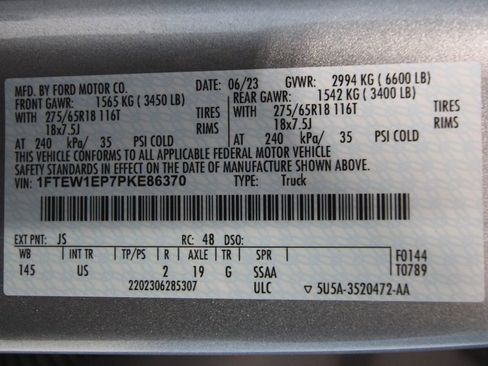 MFD. BY FORD MOTOR CO. DATE: 06/23 GVWR: 2994 KG ( 6600 LB)
FRONT GAWR: 1565 KG ( 3450 LB) REAR GAWR: 1542 KG ( 3400 LB)
WITH 275/65R18 116T TIRES WITH 275/65R18 116T TIRES
18x7.5J RIMS 18x7.5J RIMS
AT 240 kPa/ 35 PSI COLD AT 240 kPa/ 35 PSI COLD
THIS VEHICLE CONFORMS TO ALL APPLICABLE FEDERAL MOTOR VEHICLE
SAFETY STANDARDS IN EFFECT ON THE DATE OF MANUFACTURE SHOWN ABOVE.
VIN: 1FTEW1EP7PKE86370 TYPE: Truck
EXT PNT: JS RC: 48 DSO:
WB INT TR TP/PS R AXLE TR SPR F0144
145 US 2 19 G SSAA T0789
2202306285307 ULC ▽ 5U5A-3520472-AA